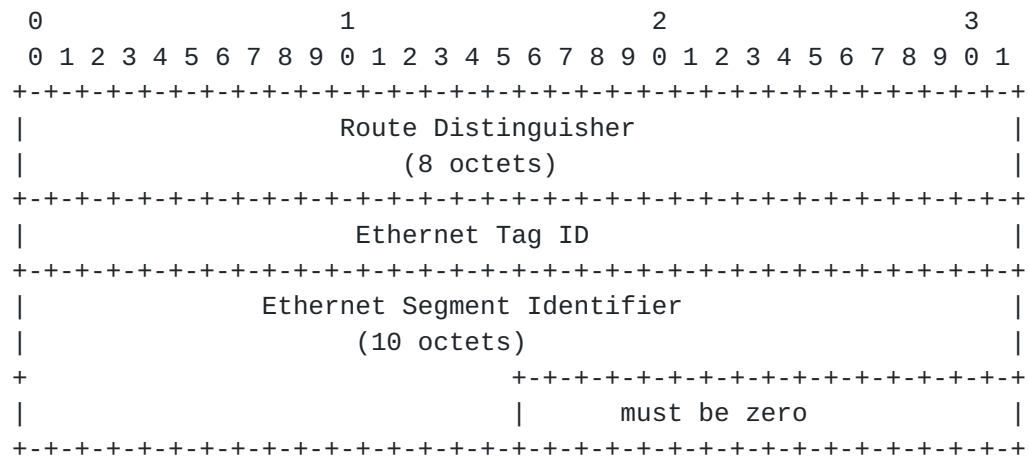 0                   1                   2                   3
 0 1 2 3 4 5 6 7 8 9 0 1 2 3 4 5 6 7 8 9 0 1 2 3 4 5 6 7 8 9 0 1
+-+-+-+-+-+-+-+-+-+-+-+-+-+-+-+-+-+-+-+-+-+-+-+-+-+-+-+-+-+-+-+-+
|                    Route Distinguisher                        |
|                        (8 octets)                             |
+-+-+-+-+-+-+-+-+-+-+-+-+-+-+-+-+-+-+-+-+-+-+-+-+-+-+-+-+-+-+-+-+
|                     Ethernet Tag ID                           |
+-+-+-+-+-+-+-+-+-+-+-+-+-+-+-+-+-+-+-+-+-+-+-+-+-+-+-+-+-+-+-+-+
|               Ethernet Segment Identifier                     |
|                     (10 octets)                               |
+                               +-+-+-+-+-+-+-+-+-+-+-+-+-+-+-+-+
|                               |      must be zero             |
+-+-+-+-+-+-+-+-+-+-+-+-+-+-+-+-+-+-+-+-+-+-+-+-+-+-+-+-+-+-+-+-+